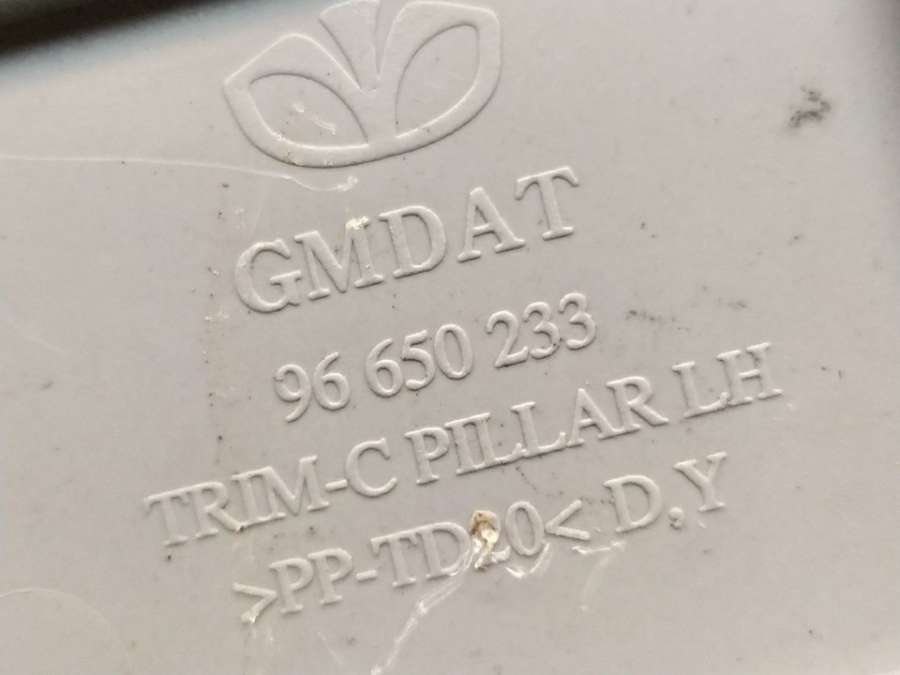 GMDAT
96 650 233
TRIM-C PILLAR LH
>PP-TD20< D,Y